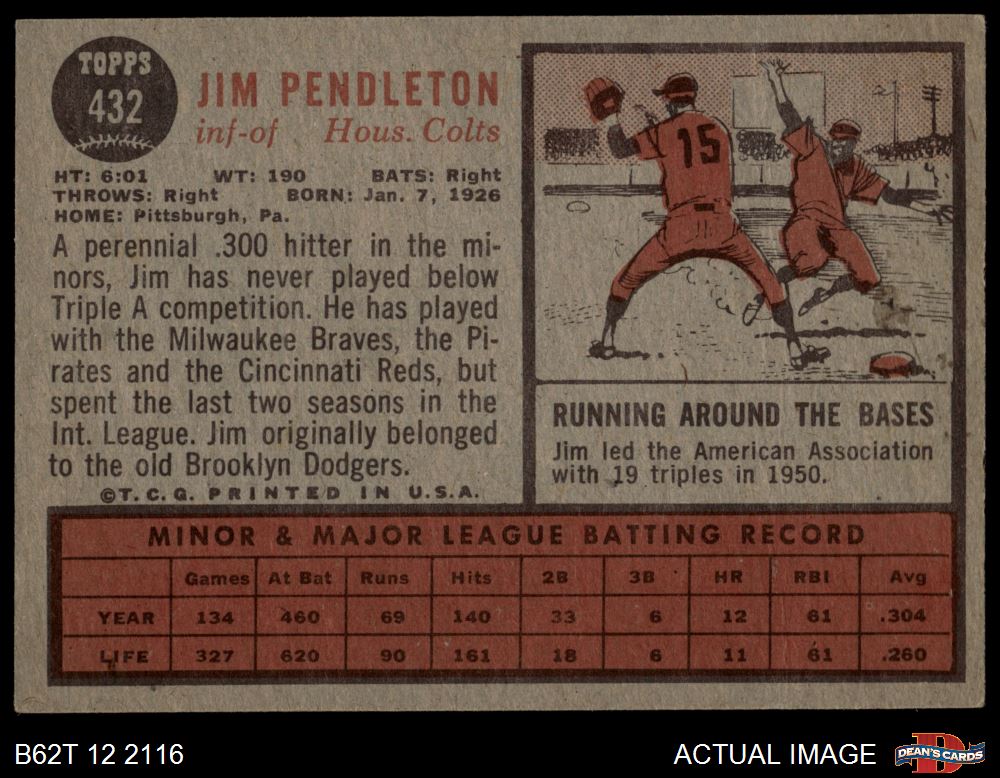 TOPPS
432
JIM PENDLETON
inf-of Hous. Colts
HT: 6:01 WT: 190 BATS: Right
THROWS: Right BORN: Jan. 7, 1926
HOME: Pittsburgh, Pa.
A perennial .300 hitter in the mi-
nors, Jim has never played below
Triple A competition. He has played
with the Milwaukee Braves, the Pi-
rates and the Cincinnati Reds, but
spent the last two seasons in the
Int. League. Jim originally belonged
to the old Brooklyn Dodgers.
©T.C.G. PRINTED IN U.S.A.
15
RUNNING AROUND THE BASES
Jim led the American Association
with 19 triples in 1950.
MINOR & MAJOR LEAGUE BATTING RECORD
Games At Bat Runs Hits 2B 3B HR RBI Avg
YEAR 134 460 69 140 33 6 12 61 .304
LIFE 327 620 90 161 18 6 11 61 .260
B62T 12 2116 ACTUAL IMAGE DEAN'S CARDS